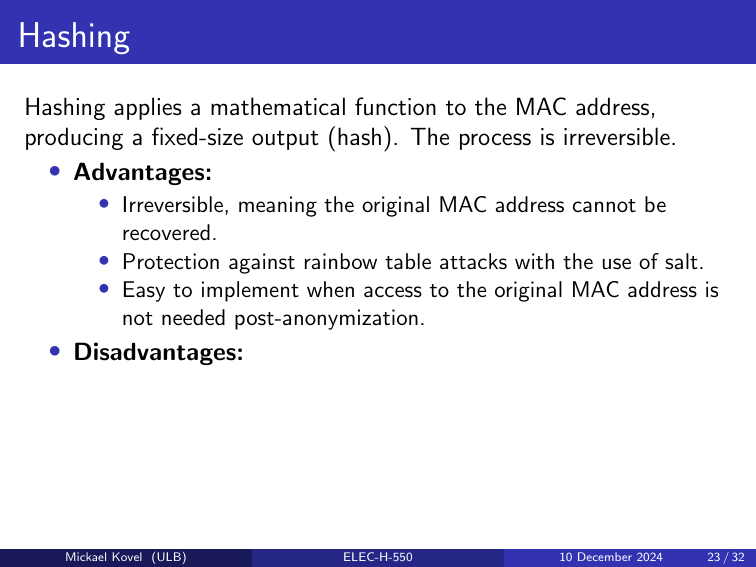 Hashing
Hashing applies a mathematical function to the MAC address,
producing a fixed-size output (hash). The process is irreversible.
• Advantages:
• Irreversible, meaning the original MAC address cannot be
recovered.
• Protection against rainbow table attacks with the use of salt.
• Easy to implement when access to the original MAC address is
not needed post-anonymization.
• Disadvantages:
Mickael Kovel (ULB) ELEC-H-550 10 December 2024 23 / 32